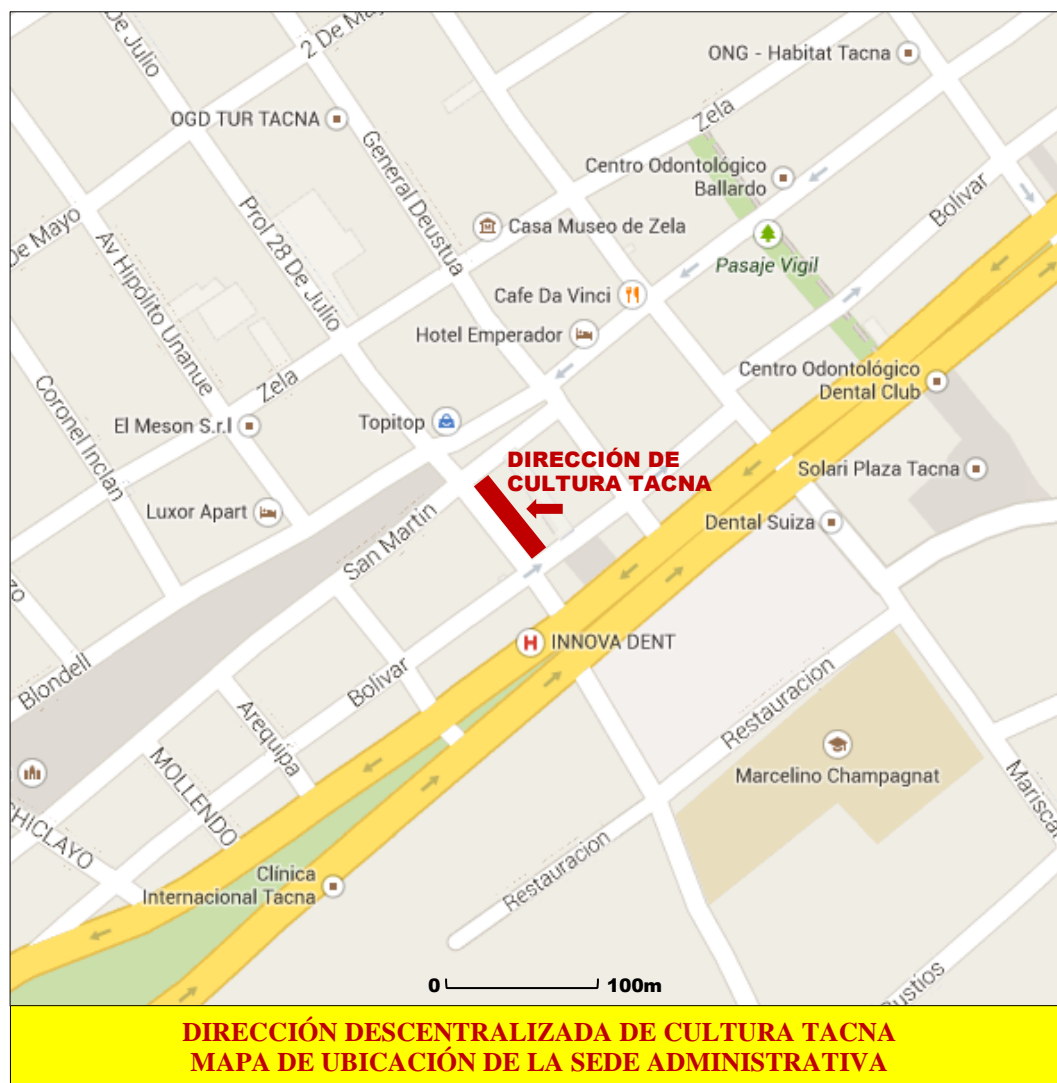 De Julio
2 De Mayo
ONG - Habitat Tacna
OGD TUR TACNA
Zela
General Deustua
Centro Odontológico
Ballardo
Bolivar
De Mayo
Av Hipolito Unanue
Prol 28 De Julio
Casa Museo de Zela
Pasaje Vigil
Cafe Da Vinci
Hotel Emperador
Zela
Coronel Inclan
Centro Odontológico
Dental Club
El Meson S.r.l
Topitop
DIRECCIÓN DE
CULTURA TACNA
Solari Plaza Tacna
Luxor Apart
San Martin
Dental Suiza
zo
INNOVA DENT
Blondell
Bolivar
Arequipa
Restauracion
MOLLENDO
Marcelino Champagnat
Mariscal
CHICLAYO
Clínica
Internacional Tacna
Restauracion
Bustios
0 100m
DIRECCIÓN DESCENTRALIZADA DE CULTURA TACNA
MAPA DE UBICACIÓN DE LA SEDE ADMINISTRATIVA